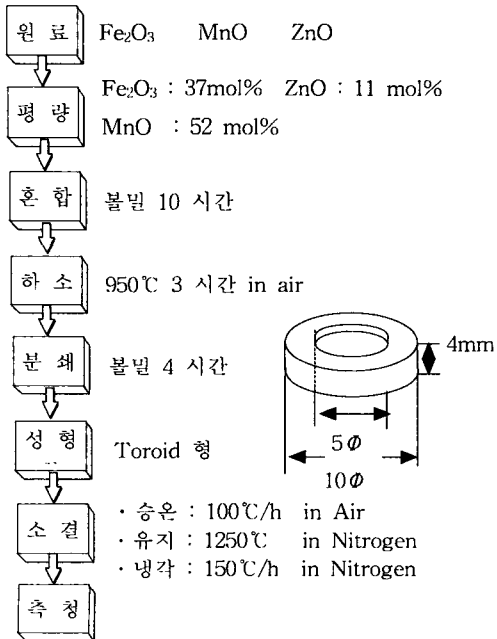 원 료 Fe₂O₃ MnO ZnO
평 량 Fe₂O₃ : 37mol% ZnO : 11 mol%
MnO : 52 mol%
혼 합 볼밀 10 시간
하 소 950℃ 3 시간 in air
분 쇄 볼밀 4 시간
4mm
성 형 Toroid 형
5Φ
10Φ
소 결
· 승온 : 100℃/h in Air
· 유지 : 1250℃ in Nitrogen
· 냉각 : 150℃/h in Nitrogen
측 청